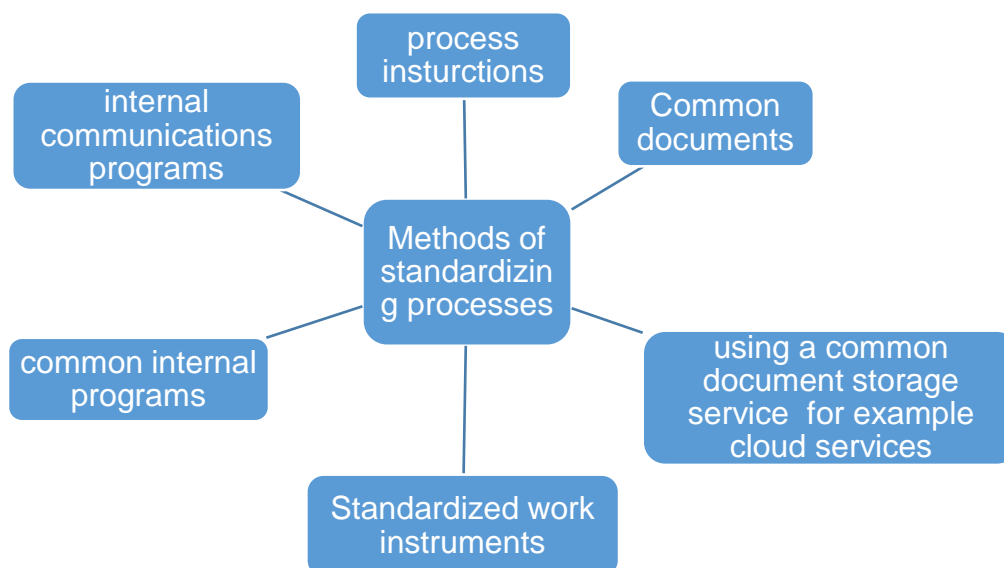 process
insturctions
Common
documents
internal
communications
programs
Methods of
standardizin
g processes
using a common
document storage
service  for example
cloud services
common internal
programs
Standardized work
instruments